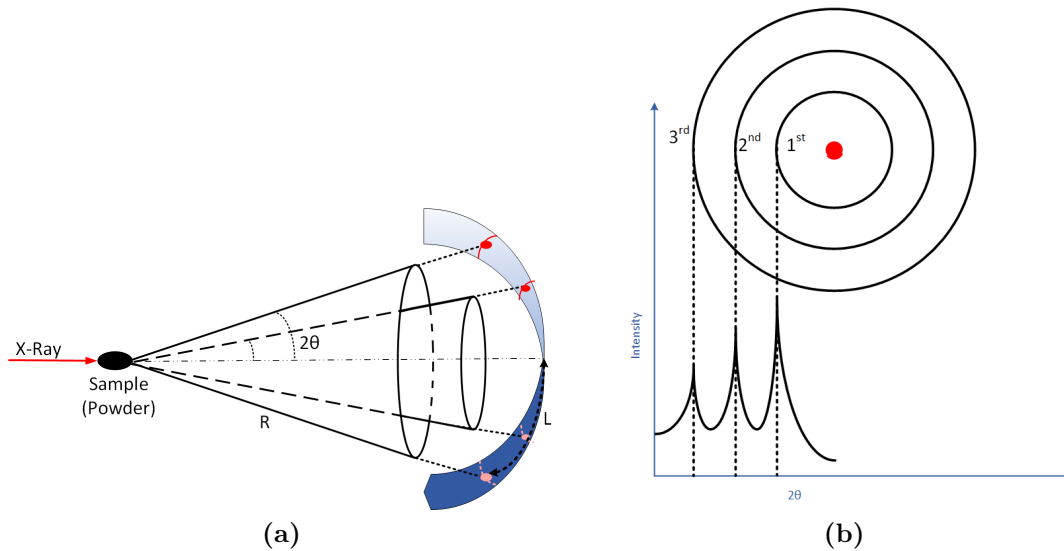 X-Ray
Sample
(Powder)
2θ
R
L
(a)
3rd
2nd
1st
Intensity
2θ
(b)